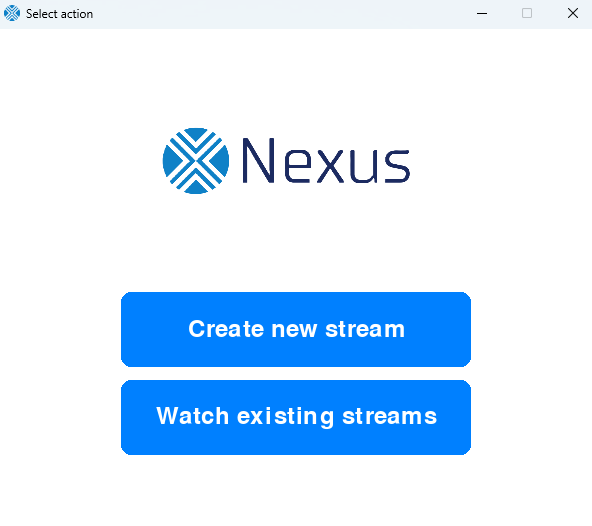 Select action
Nexus
Create new stream
Watch existing streams